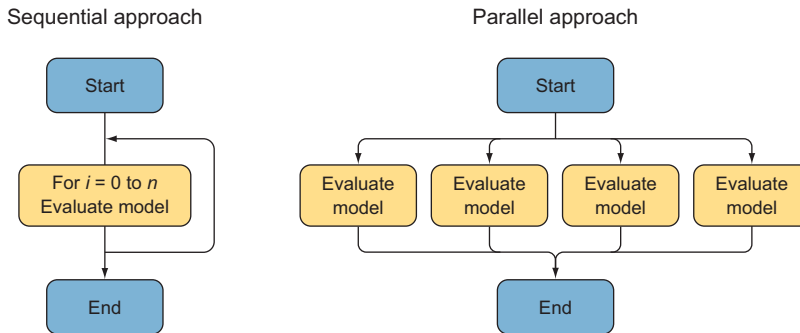 Sequential approach
Start
For i = 0 to n
Evaluate model
End
Parallel approach
Start
Evaluate
model
Evaluate
model
Evaluate
model
Evaluate
model
End